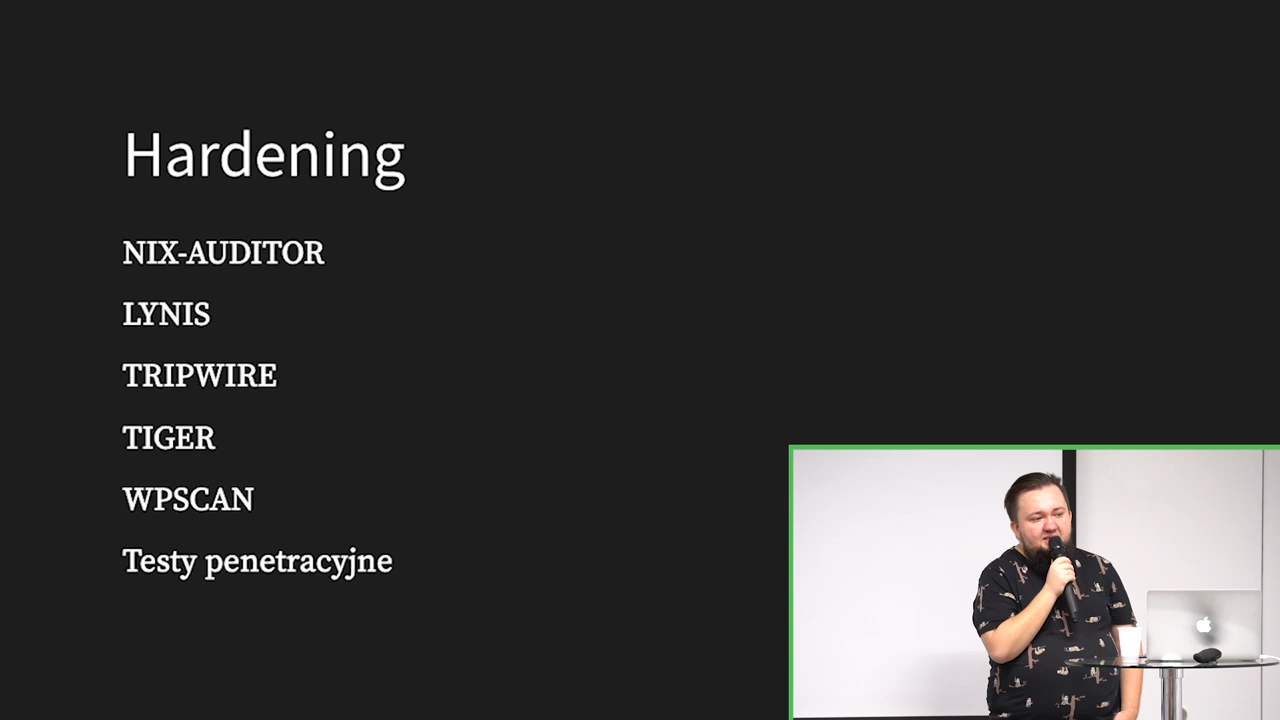 Hardening
NIX-AUDITOR
LYNIS
TRIPWIRE
TIGER
WPSCAN
Testy penetracyjne